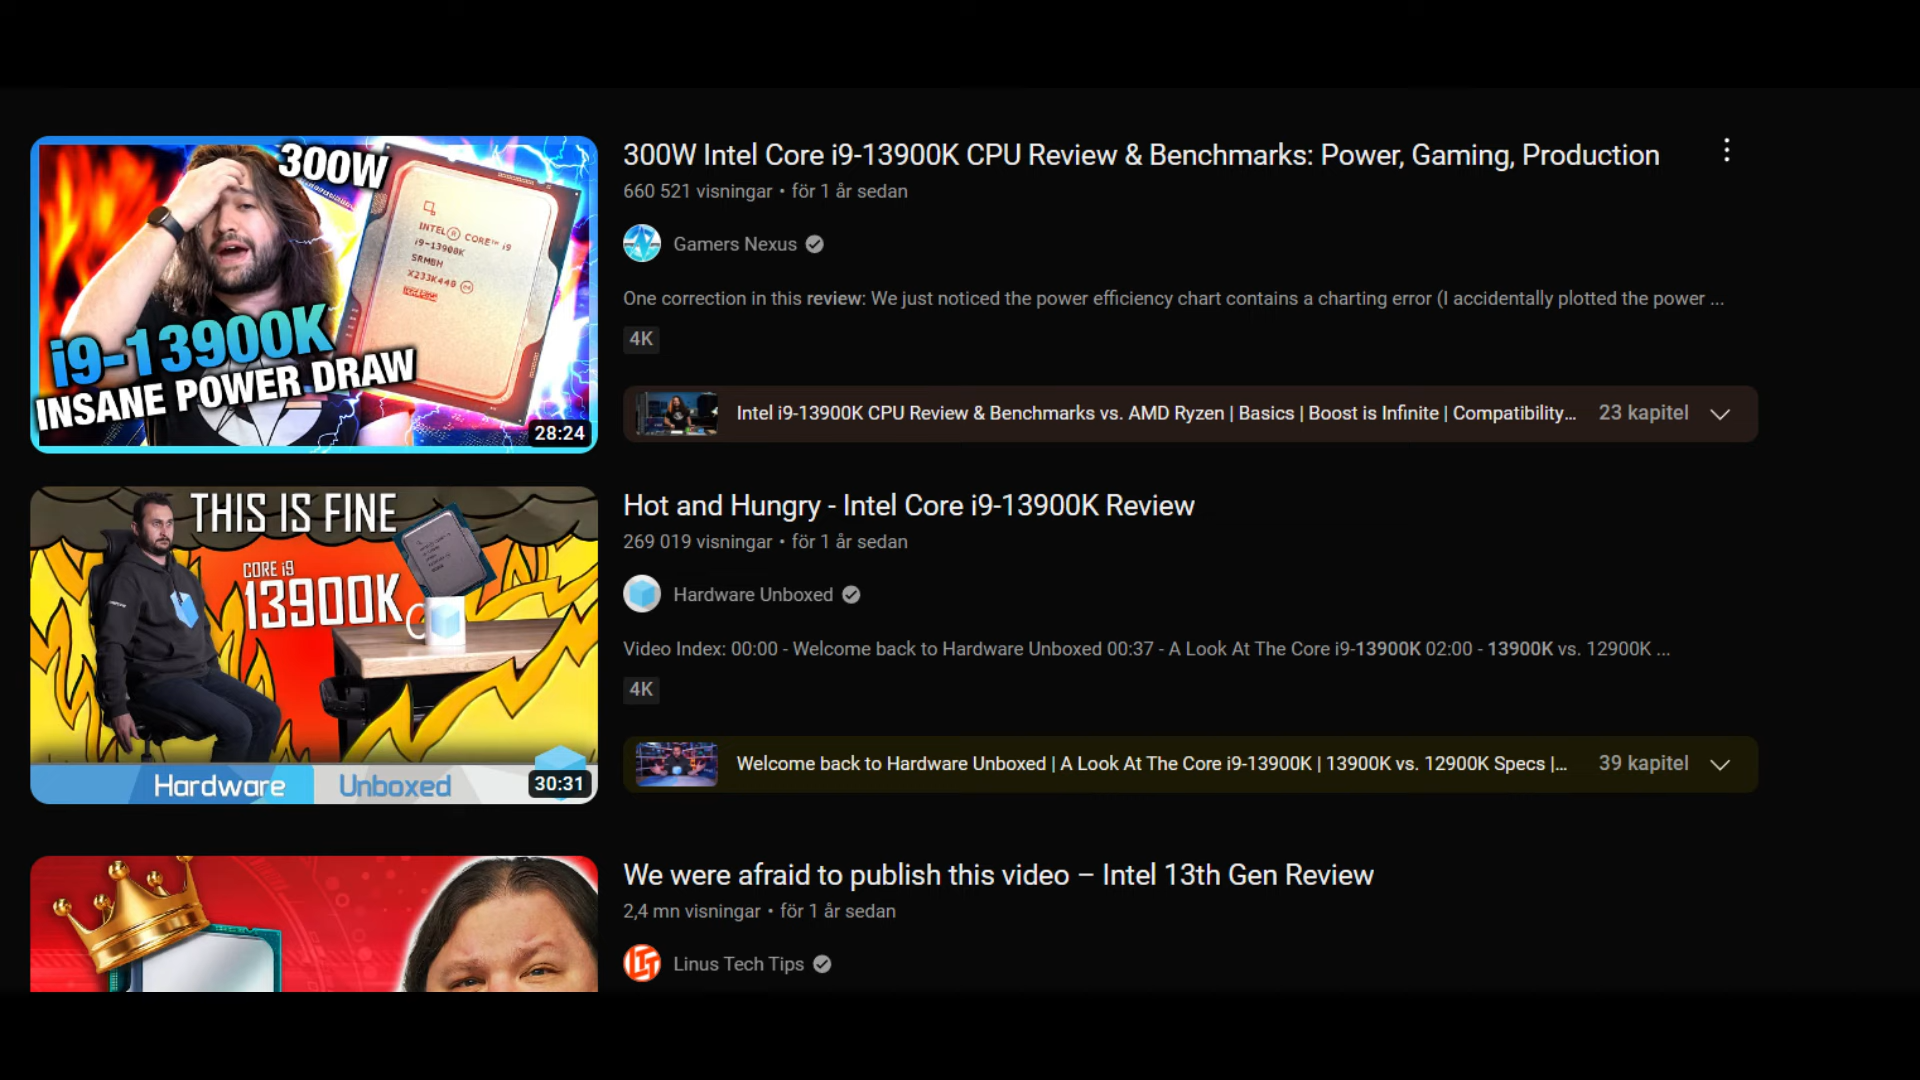 300W
INTEL® CORE™ i9
i9-13900K
SRMBH
X233K440
i9-13900K
INSANE POWER DRAW
28:24
300W Intel Core i9-13900K CPU Review & Benchmarks: Power, Gaming, Production
660 521 visningar • för 1 år sedan
Gamers Nexus
One correction in this review: We just noticed the power efficiency chart contains a charting error (I accidentally plotted the power ...
4K
Intel i9-13900K CPU Review & Benchmarks vs. AMD Ryzen | Basics | Boost is Infinite | Compatibility... 23 kapitel
THIS IS FINE
CORE i9
13900K
Hardware Unboxed
30:31
Hot and Hungry - Intel Core i9-13900K Review
269 019 visningar • för 1 år sedan
Hardware Unboxed
Video Index: 00:00 - Welcome back to Hardware Unboxed 00:37 - A Look At The Core i9-13900K 02:00 - 13900K vs. 12900K ...
4K
Welcome back to Hardware Unboxed | A Look At The Core i9-13900K | 13900K vs. 12900K Specs |... 39 kapitel
We were afraid to publish this video – Intel 13th Gen Review
2,4 mn visningar • för 1 år sedan
Linus Tech Tips